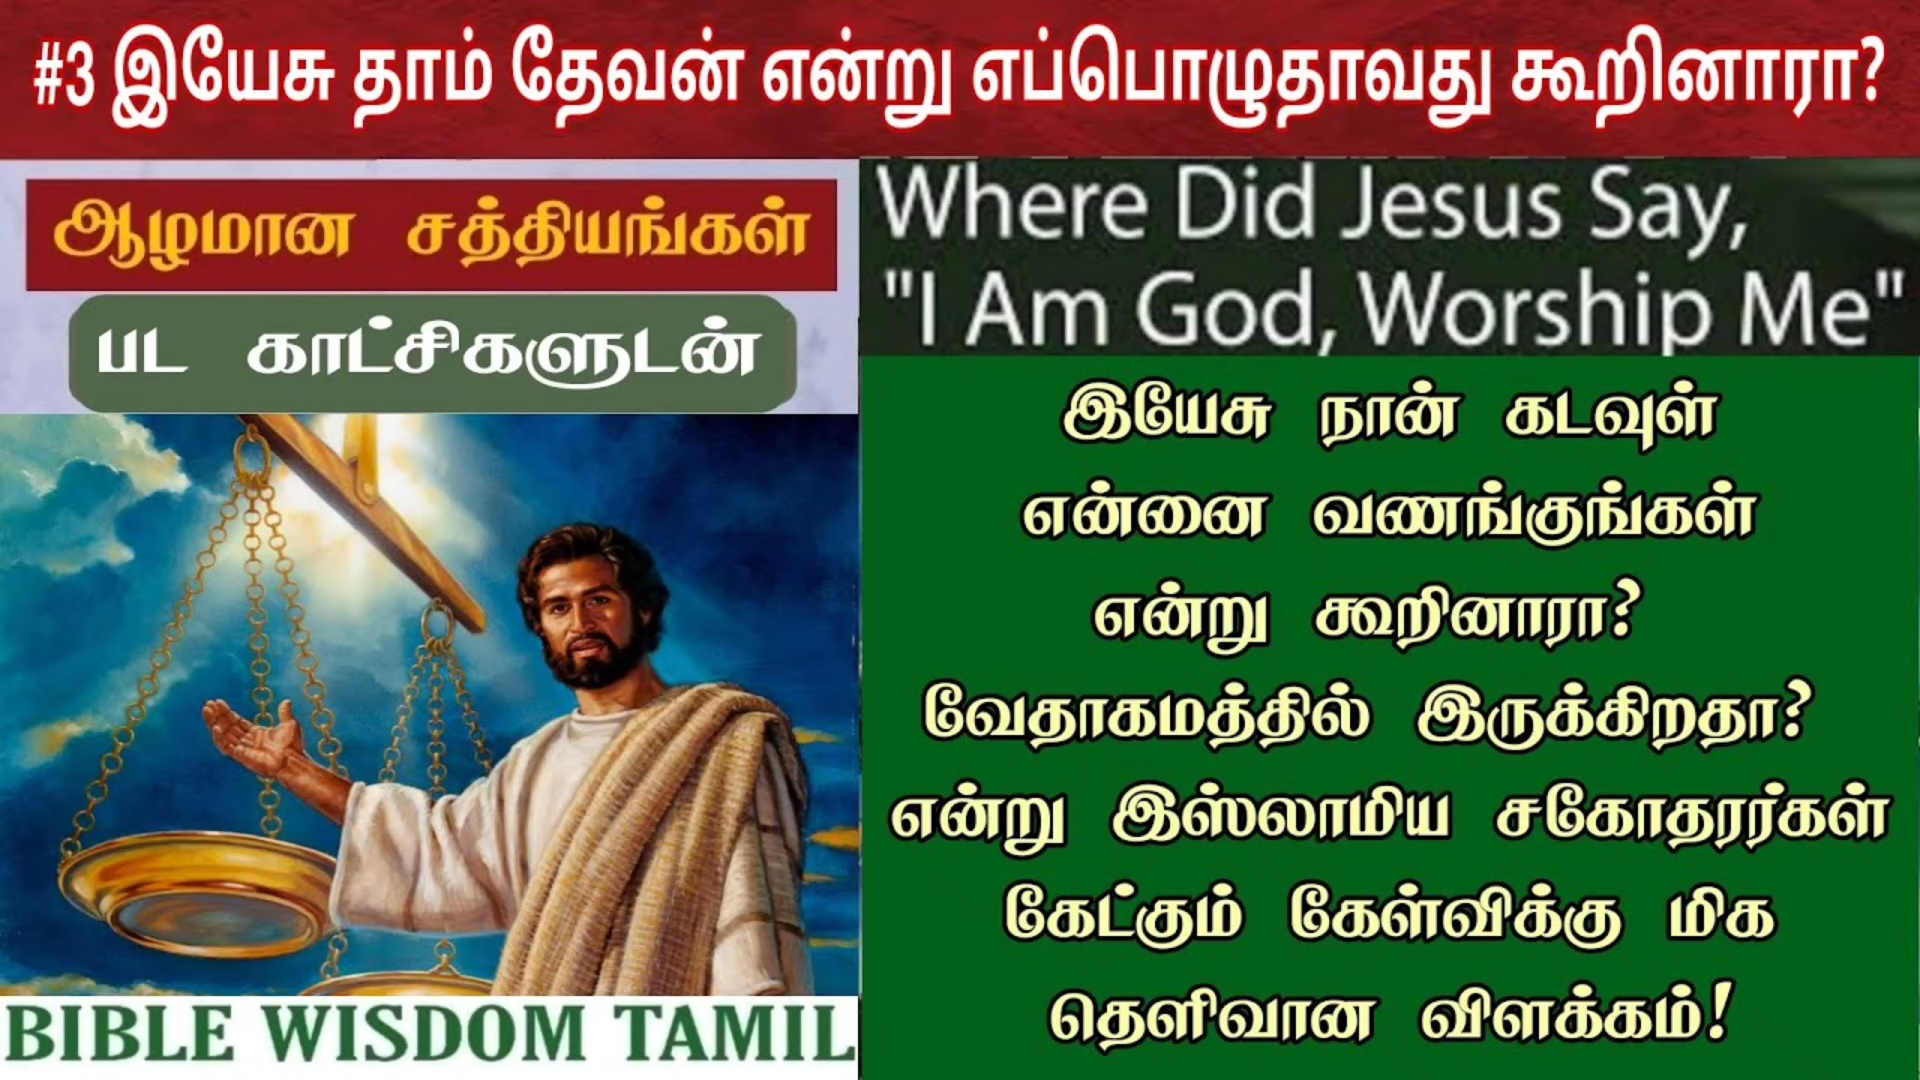 #3 இயேசு தாம் தேவன் என்று எப்பொழுதாவது கூறினாரா?
ஆழமான சத்தியங்கள்
பட காட்சிகளுடன்
BIBLE WISDOM TAMIL
Where Did Jesus Say,
"I Am God, Worship Me"
இயேசு நான் கடவுள்
என்னை வணங்குங்கள்
என்று கூறினாரா?
வேதாகமத்தில் இருக்கிறதா?
என்று இஸ்லாமிய சகோதரர்கள்
கேட்கும் கேள்விக்கு மிக
தெளிவான விளக்கம்!